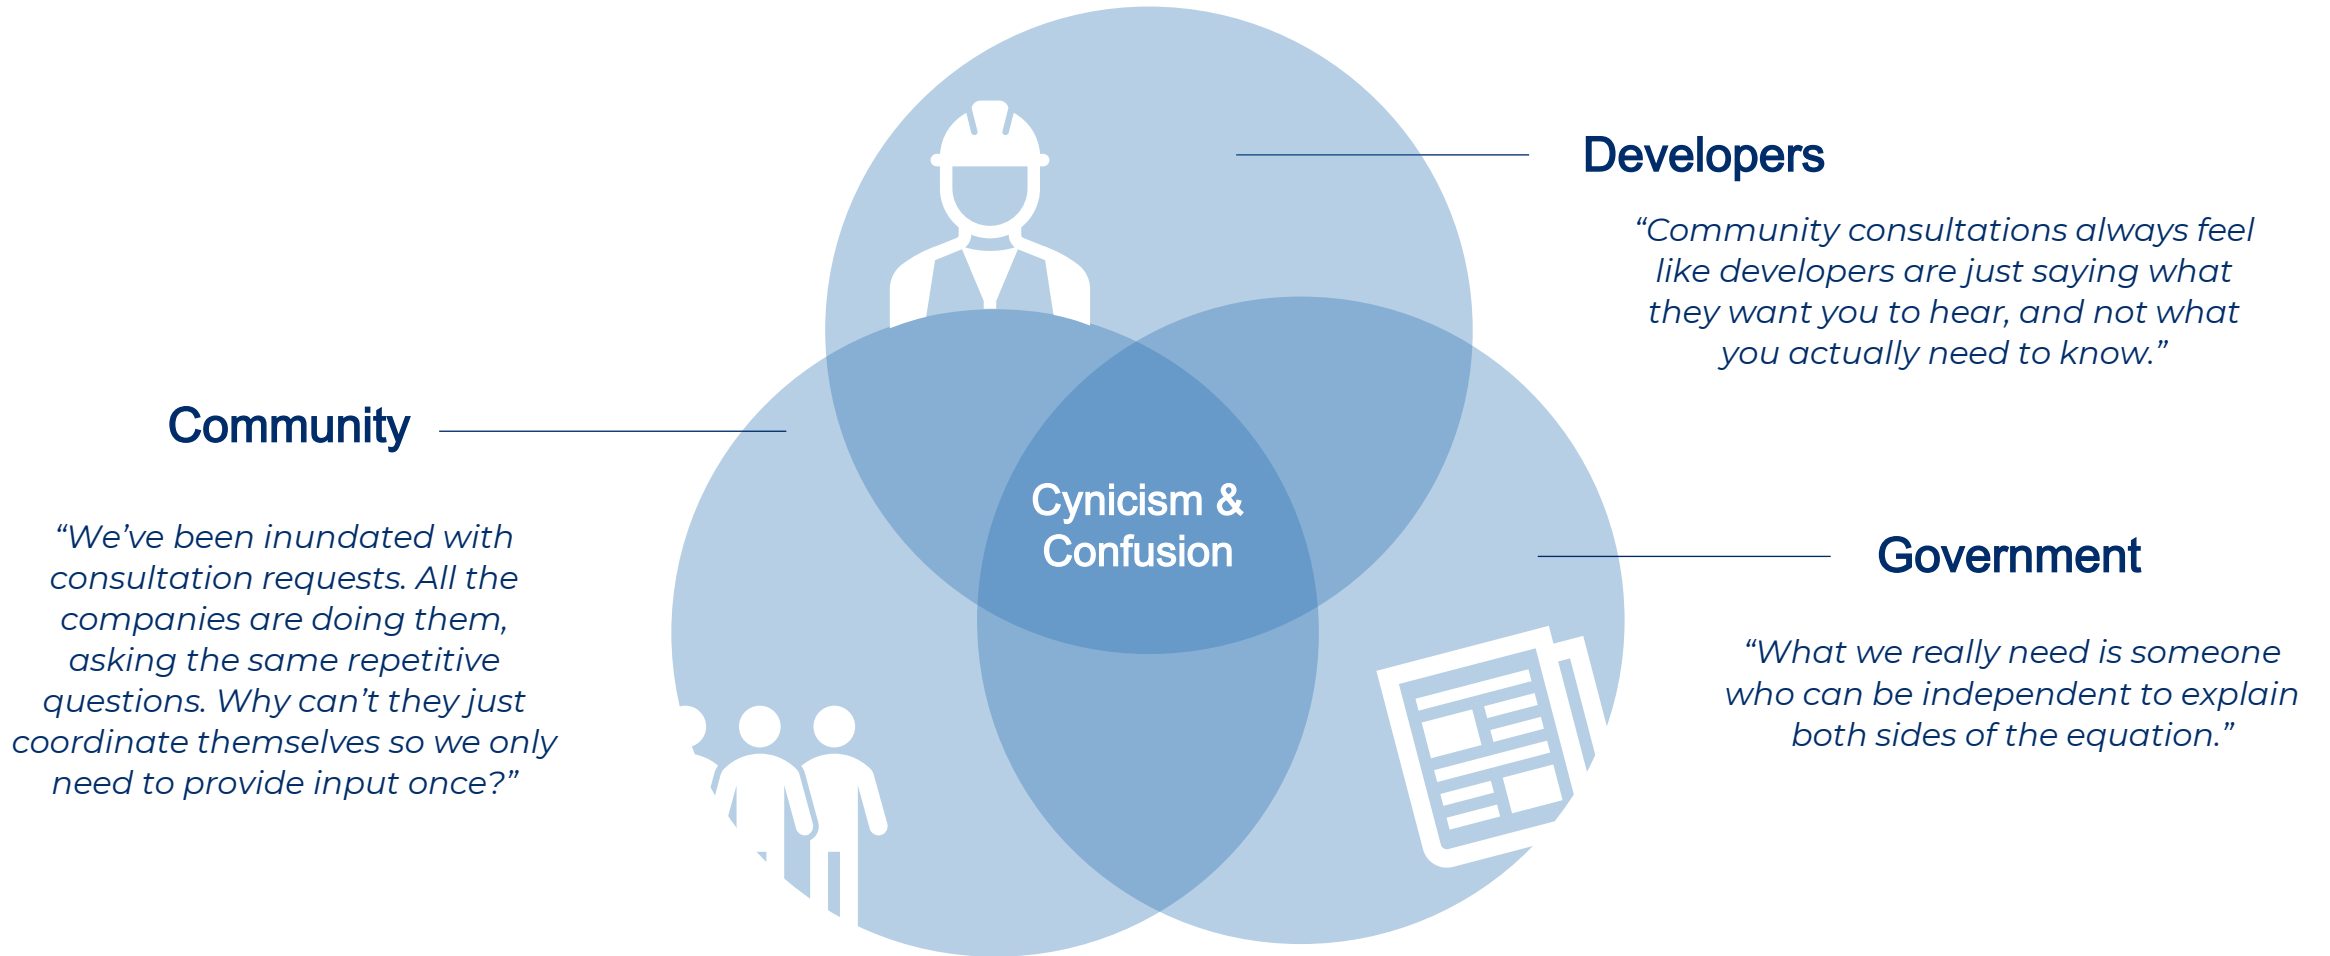 Developers
“Community consultations always feel
like developers are just saying what
they want you to hear, and not what
you actually need to know.”
Community
“We’ve been inundated with
consultation requests. All the
companies are doing them,
asking the same repetitive
questions. Why can’t they just
coordinate themselves so we only
need to provide input once?”
Cynicism &
Confusion
Government
“What we really need is someone
who can be independent to explain
both sides of the equation.”